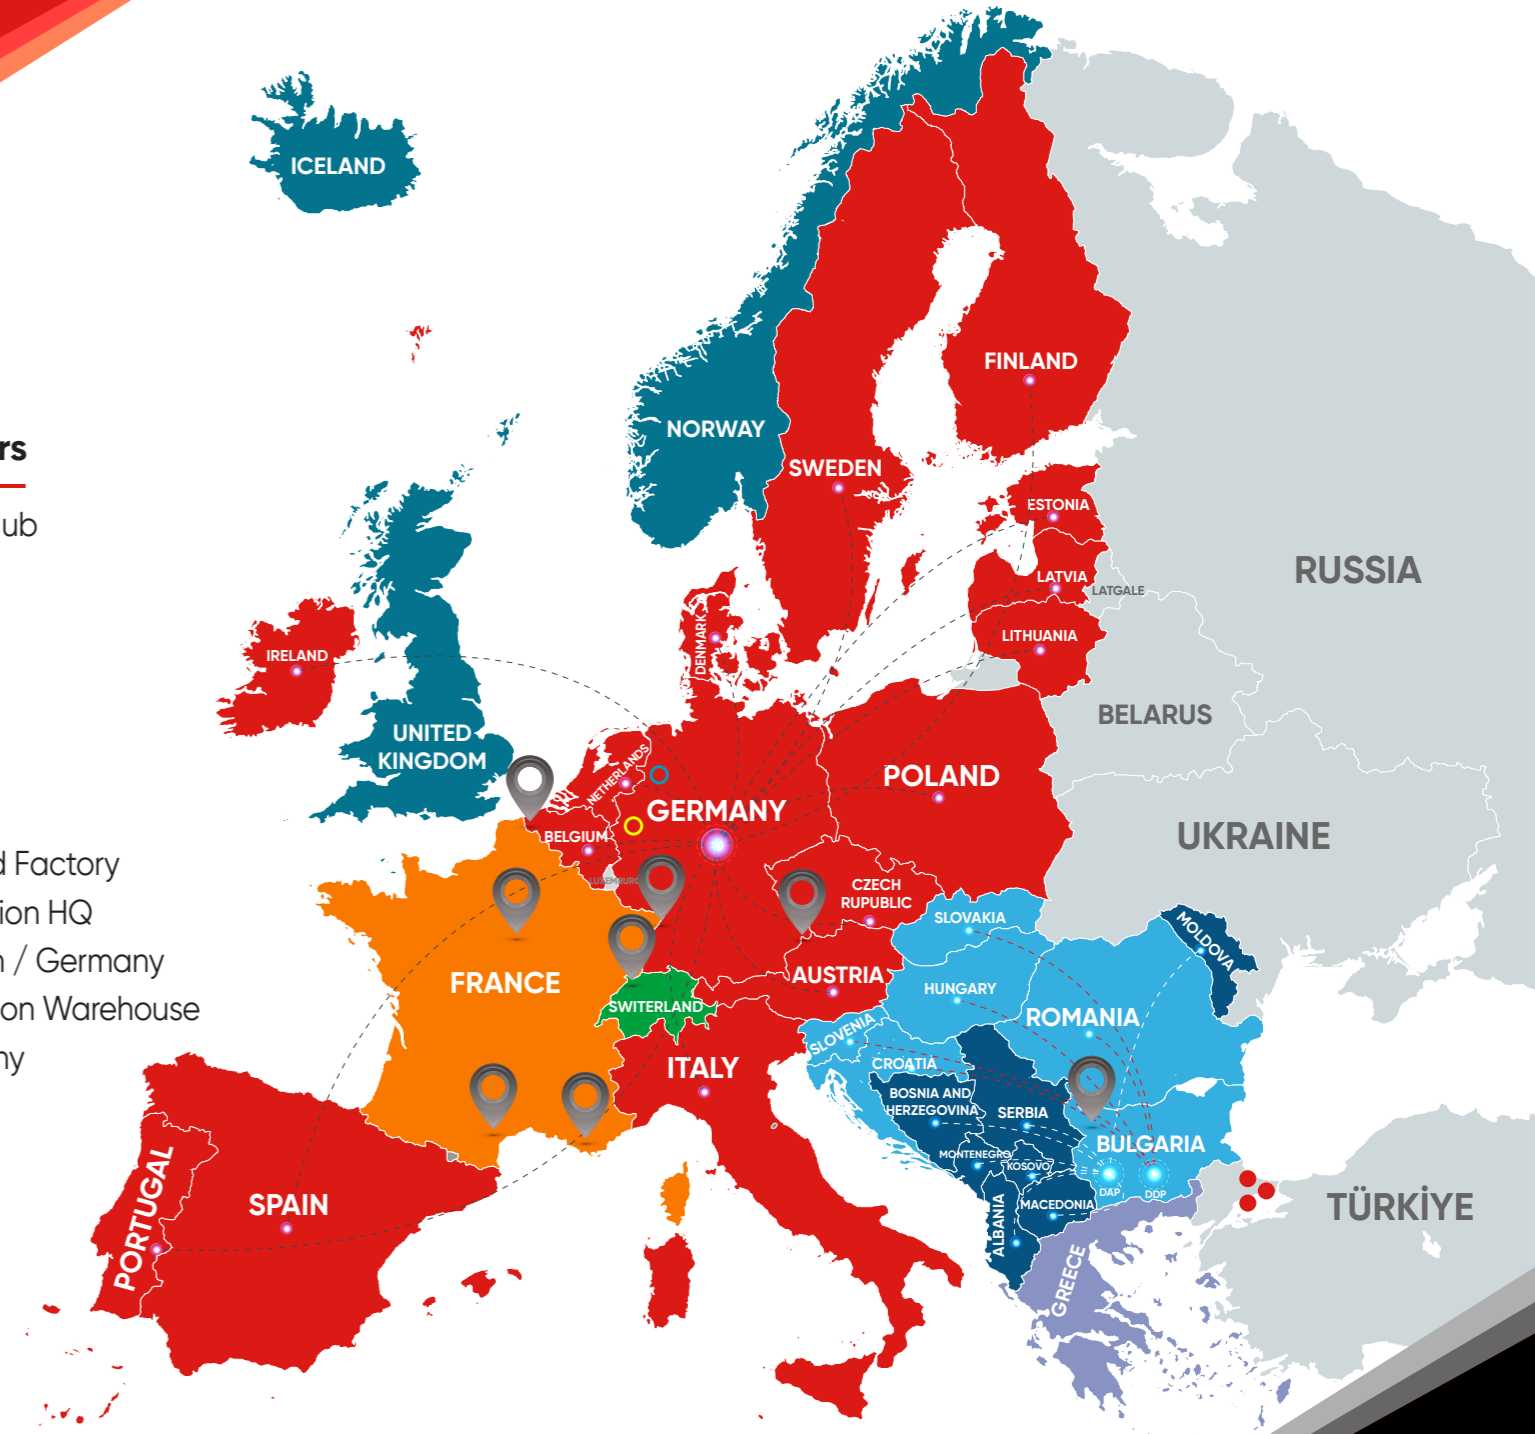 ICELAND
FINLAND
NORWAY
rs
SWEDEN
ESTONIA
ub
RUSSIA
LATVIA
LATGALE
LITHUANIA
DENMARK
IRELAND
BELARUS
UNITED
KINGDOM
NETHERLANDS
POLAND
GERMANY
UKRAINE
BELGIUM
d Factory
LUXEMBURG
CZECH
RUPUBLIC
ion HQ
SLOVAKIA
MOLDOVA
n / Germany
FRANCE
AUSTRIA
HUNGARY
on Warehouse
SWITERLAND
ROMANIA
SLOVENIA
ny
ITALY
CROATIA
BOSNIA AND
HERZEGOVINA
SERBIA
BULGARIA
MONTENEGRO
KOSOVO
DAP
DDP
PORTUGAL
SPAIN
MACEDONIA
TÜRKİYE
ALBANIA
GREECE